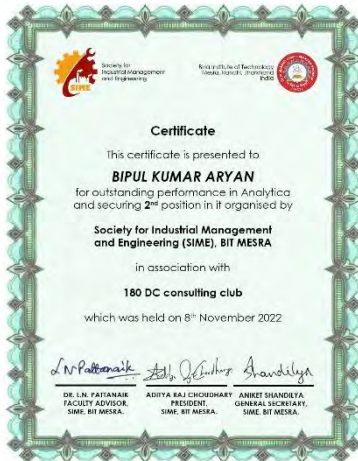 Society for
Industrial Management
and Engineering
SIME
Birla Institute of Technology
Mesra, Ranchi, Jharkhand
India
Certificate
This certificate is presented to
BIPUL KUMAR ARYAN
for outstanding performance in Analytica
and securing 2nd position in it organised by
Society for Industrial Management
and Engineering (SIME), BIT MESRA
in association with
180 DC consulting club
which was held on 8th November 2022
L N Pattanaik
Shandilya
DR. L.N. PATTANAIK
FACULTY ADVISOR,
SIME, BIT MESRA.
ADITYA RAJ CHOUDHARY
PRESIDENT,
SIME, BIT MESRA.
ANIKET SHANDILYA
GENERAL SECRETARY,
SIME, BIT MESRA.